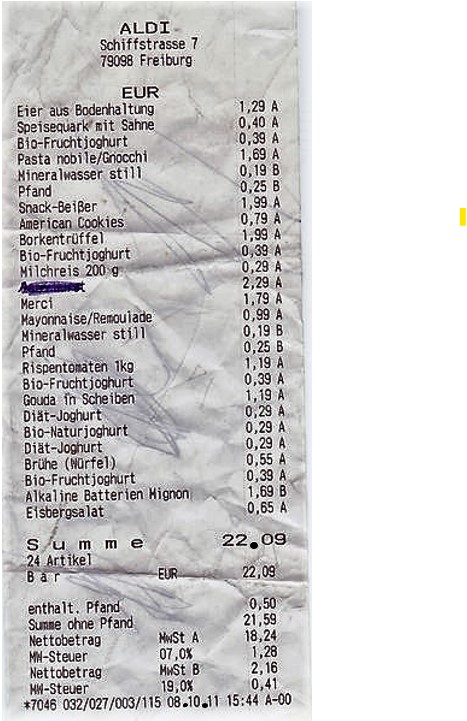 ALDI
Schiffstrasse 7
79098 Freiburg
EUR
Eier aus Bodenhaltung 1,29 A
Speisequark mit Sahne 0,40 A
Bio-Fruchtjoghurt 0,39 A
Pasta nobile/Gnocchi 1,69 A
Mineralwasser still 0,19 B
Pfand 0,25 B
Snack-Beißer 1,99 A
American Cookies 0,79 A
Borkentrüffel 1,99 A
Bio-Fruchtjoghurt 0,39 A
Milchreis 200 g 0,29 A
2,29 A
Merci 1,79 A
Mayonnaise/Remoulade 0,99 A
Mineralwasser still 0,19 B
Pfand 0,25 B
Rispentomaten 1kg 1,19 A
Bio-Fruchtjoghurt 0,39 A
Gouda in Scheiben 1,19 A
Diät-Joghurt 0,29 A
Bio-Naturjoghurt 0,29 A
Diät-Joghurt 0,29 A
Brühe (Würfel) 0,55 A
Bio-Fruchtjoghurt 0,39 A
Alkaline Batterien Mignon 1,69 B
Eisbergsalat 0,65 A
Summe 22.09
24 Artikel
Bar EUR 22,09
enthalt. Pfand 0,50
Summe ohne Pfand 21,59
Nettobetrag MwSt A 18,24
MW-Steuer 07,0% 1,28
Nettobetrag MwSt B 2,16
MW-Steuer 19,0% 0,41
*7046 032/027/003/115 08.10.11 15:44 A-00